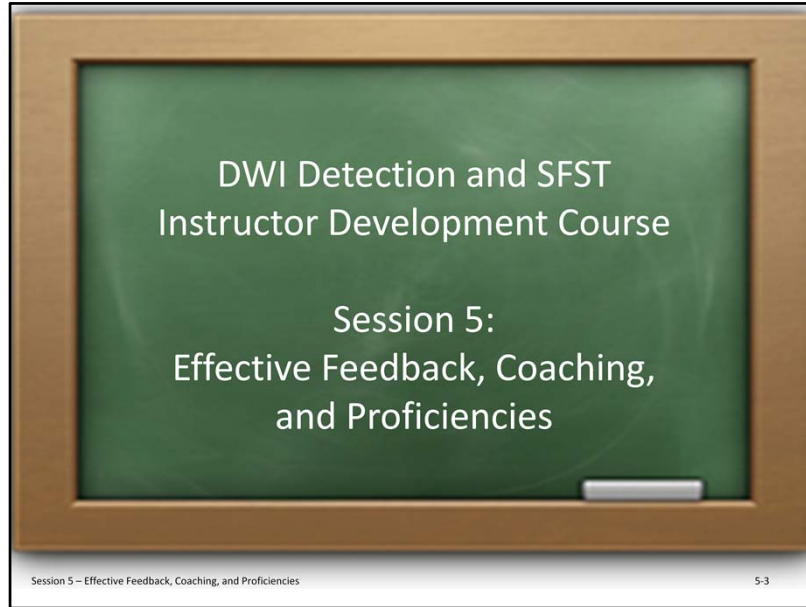 DWI Detection and SFST
Instructor Development Course
Session 5:
Effective Feedback, Coaching,
and Proficiencies
Session 5 – Effective Feedback, Coaching, and Proficiencies
5-3